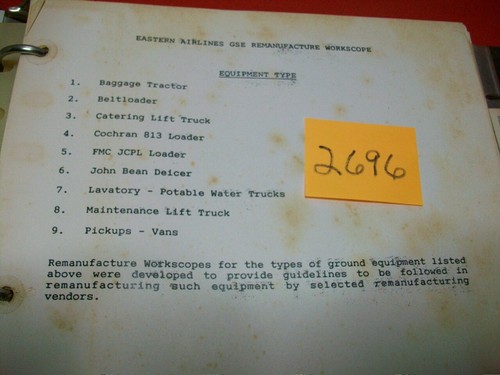 EASTERN AIRLINES GSE REMANUFACTURE WORKSCOPE
EQUIPMENT TYPE
1. Baggage Tractor
2. Beltloader
3. Catering Lift Truck
4. Cochran 813 Loader
5. FMC JCPL Loader
6. John Bean Deicer
7. Lavatory - Potable Water Trucks
8. Maintenance Lift Truck
9. Pickups - Vans
2696
Remanufacture Workscopes for the types of ground equipment listed
above were developed to provide guidelines to be followed in
remanufacturing such equipment by selected remanufacturing
vendors.